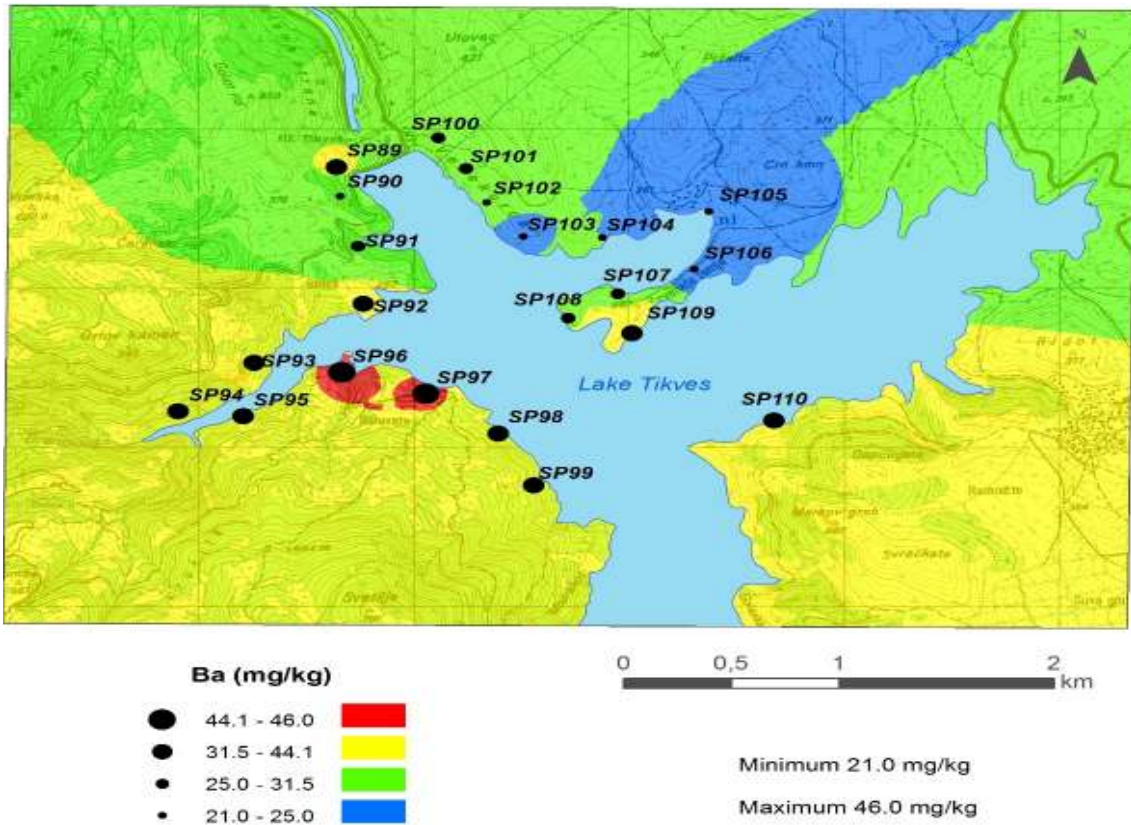 Ulovec
SP100
SP89
SP101
SP90
SP102
SP105
SP103
SP104
SP91
SP106
SP107
SP92
SP108
SP109
SP96
SP93
SP97
Lake Tikves
SP94
SP95
SP110
SP98
SP99
Ramnište
Svračkata
Ba (mg/kg)
44.1 - 46.0
31.5 - 44.1
25.0 - 31.5
21.0 - 25.0
0 0,5 1 2
km
Minimum 21.0 mg/kg
Maximum 46.0 mg/kg